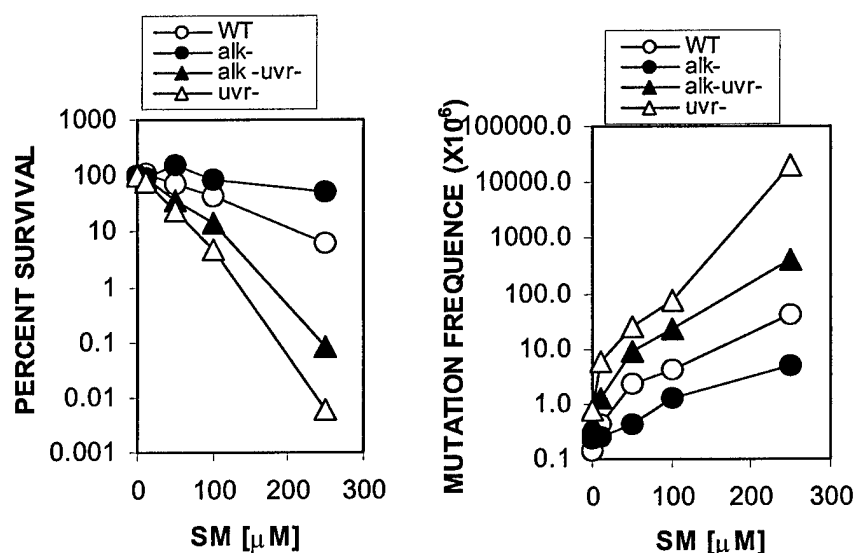 WT
alk-
alk -uvr-
uvr-
PERCENT SURVIVAL
1000
100
10
1
0.1
0.01
0.001
0
100
200
300
SM [µM]
WT
alk-
alk-uvr-
uvr-
MUTATION FREQUENCE (X10⁶)
100000.0
10000.0
1000.0
100.0
10.0
1.0
0.1
0
100
200
300
SM [µM]